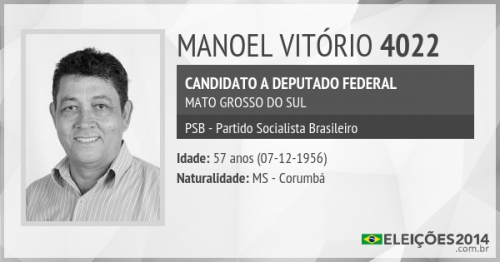 MANOEL VITÓRIO 4022
CANDIDATO A DEPUTADO FEDERAL
MATO GROSSO DO SUL
PSB - Partido Socialista Brasileiro
Idade: 57 anos (07-12-1956)
Naturalidade: MS - Corumbá
ELEIÇÕES2014
.com.br